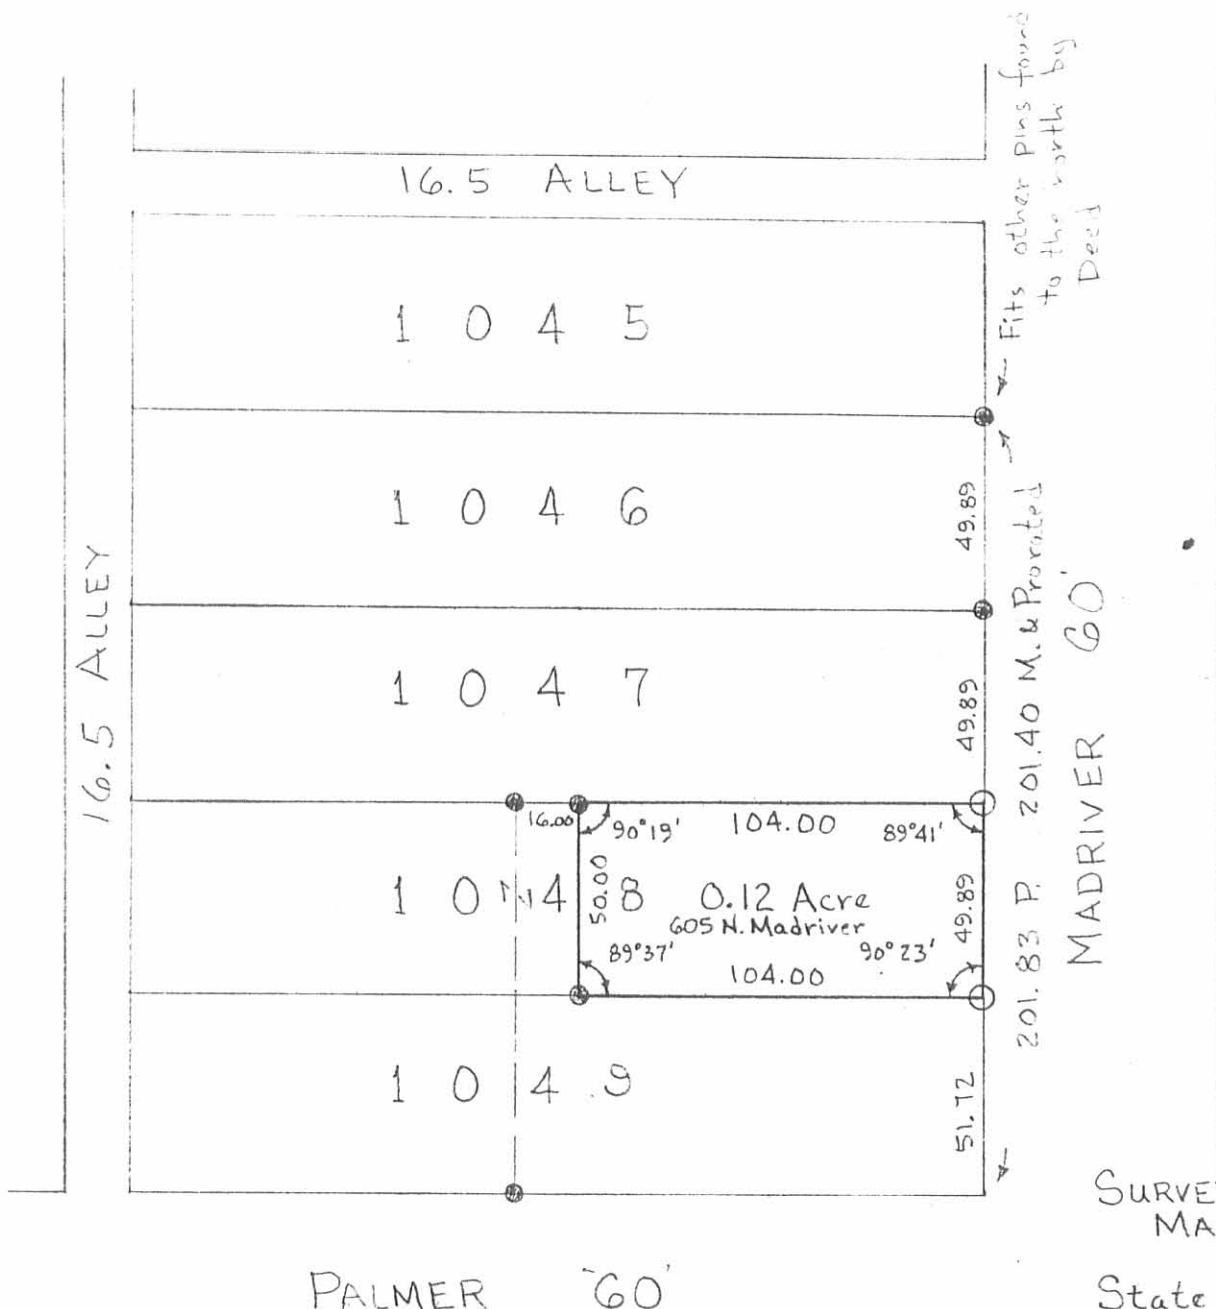 Fits other pins found
to the north by
Deed
16.5 ALLEY
1 0 4 5
1 0 4 6
49.89
16.5 ALLEY
1 0 4 7
49.89
201.40 M. & Prorated
201.83 P.
MADRIVER 60'
16.00
90°19'
104.00
89°41'
1 0 4 8
50.00
0.12 Acre
605 N. Madriver
49.89
89°37'
90°23'
104.00
1 0 4 9
51.72
PALMER 60'
SURVE
MA
State